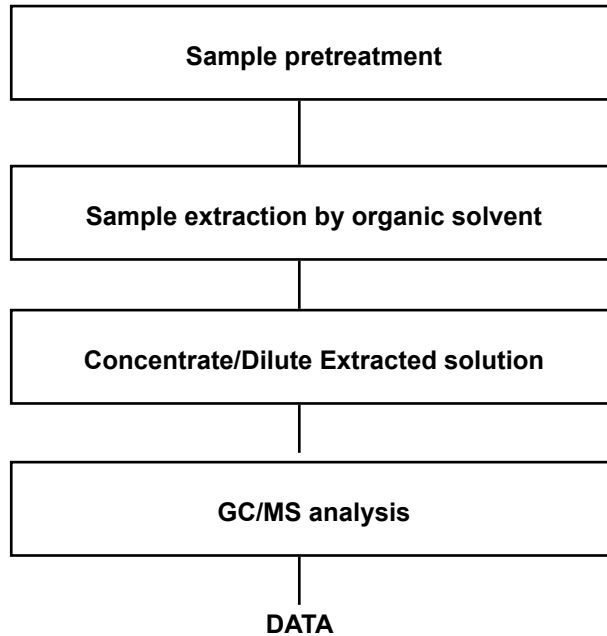 Sample pretreatment
Sample extraction by organic solvent
Concentrate/Dilute Extracted solution
GC/MS analysis
DATA